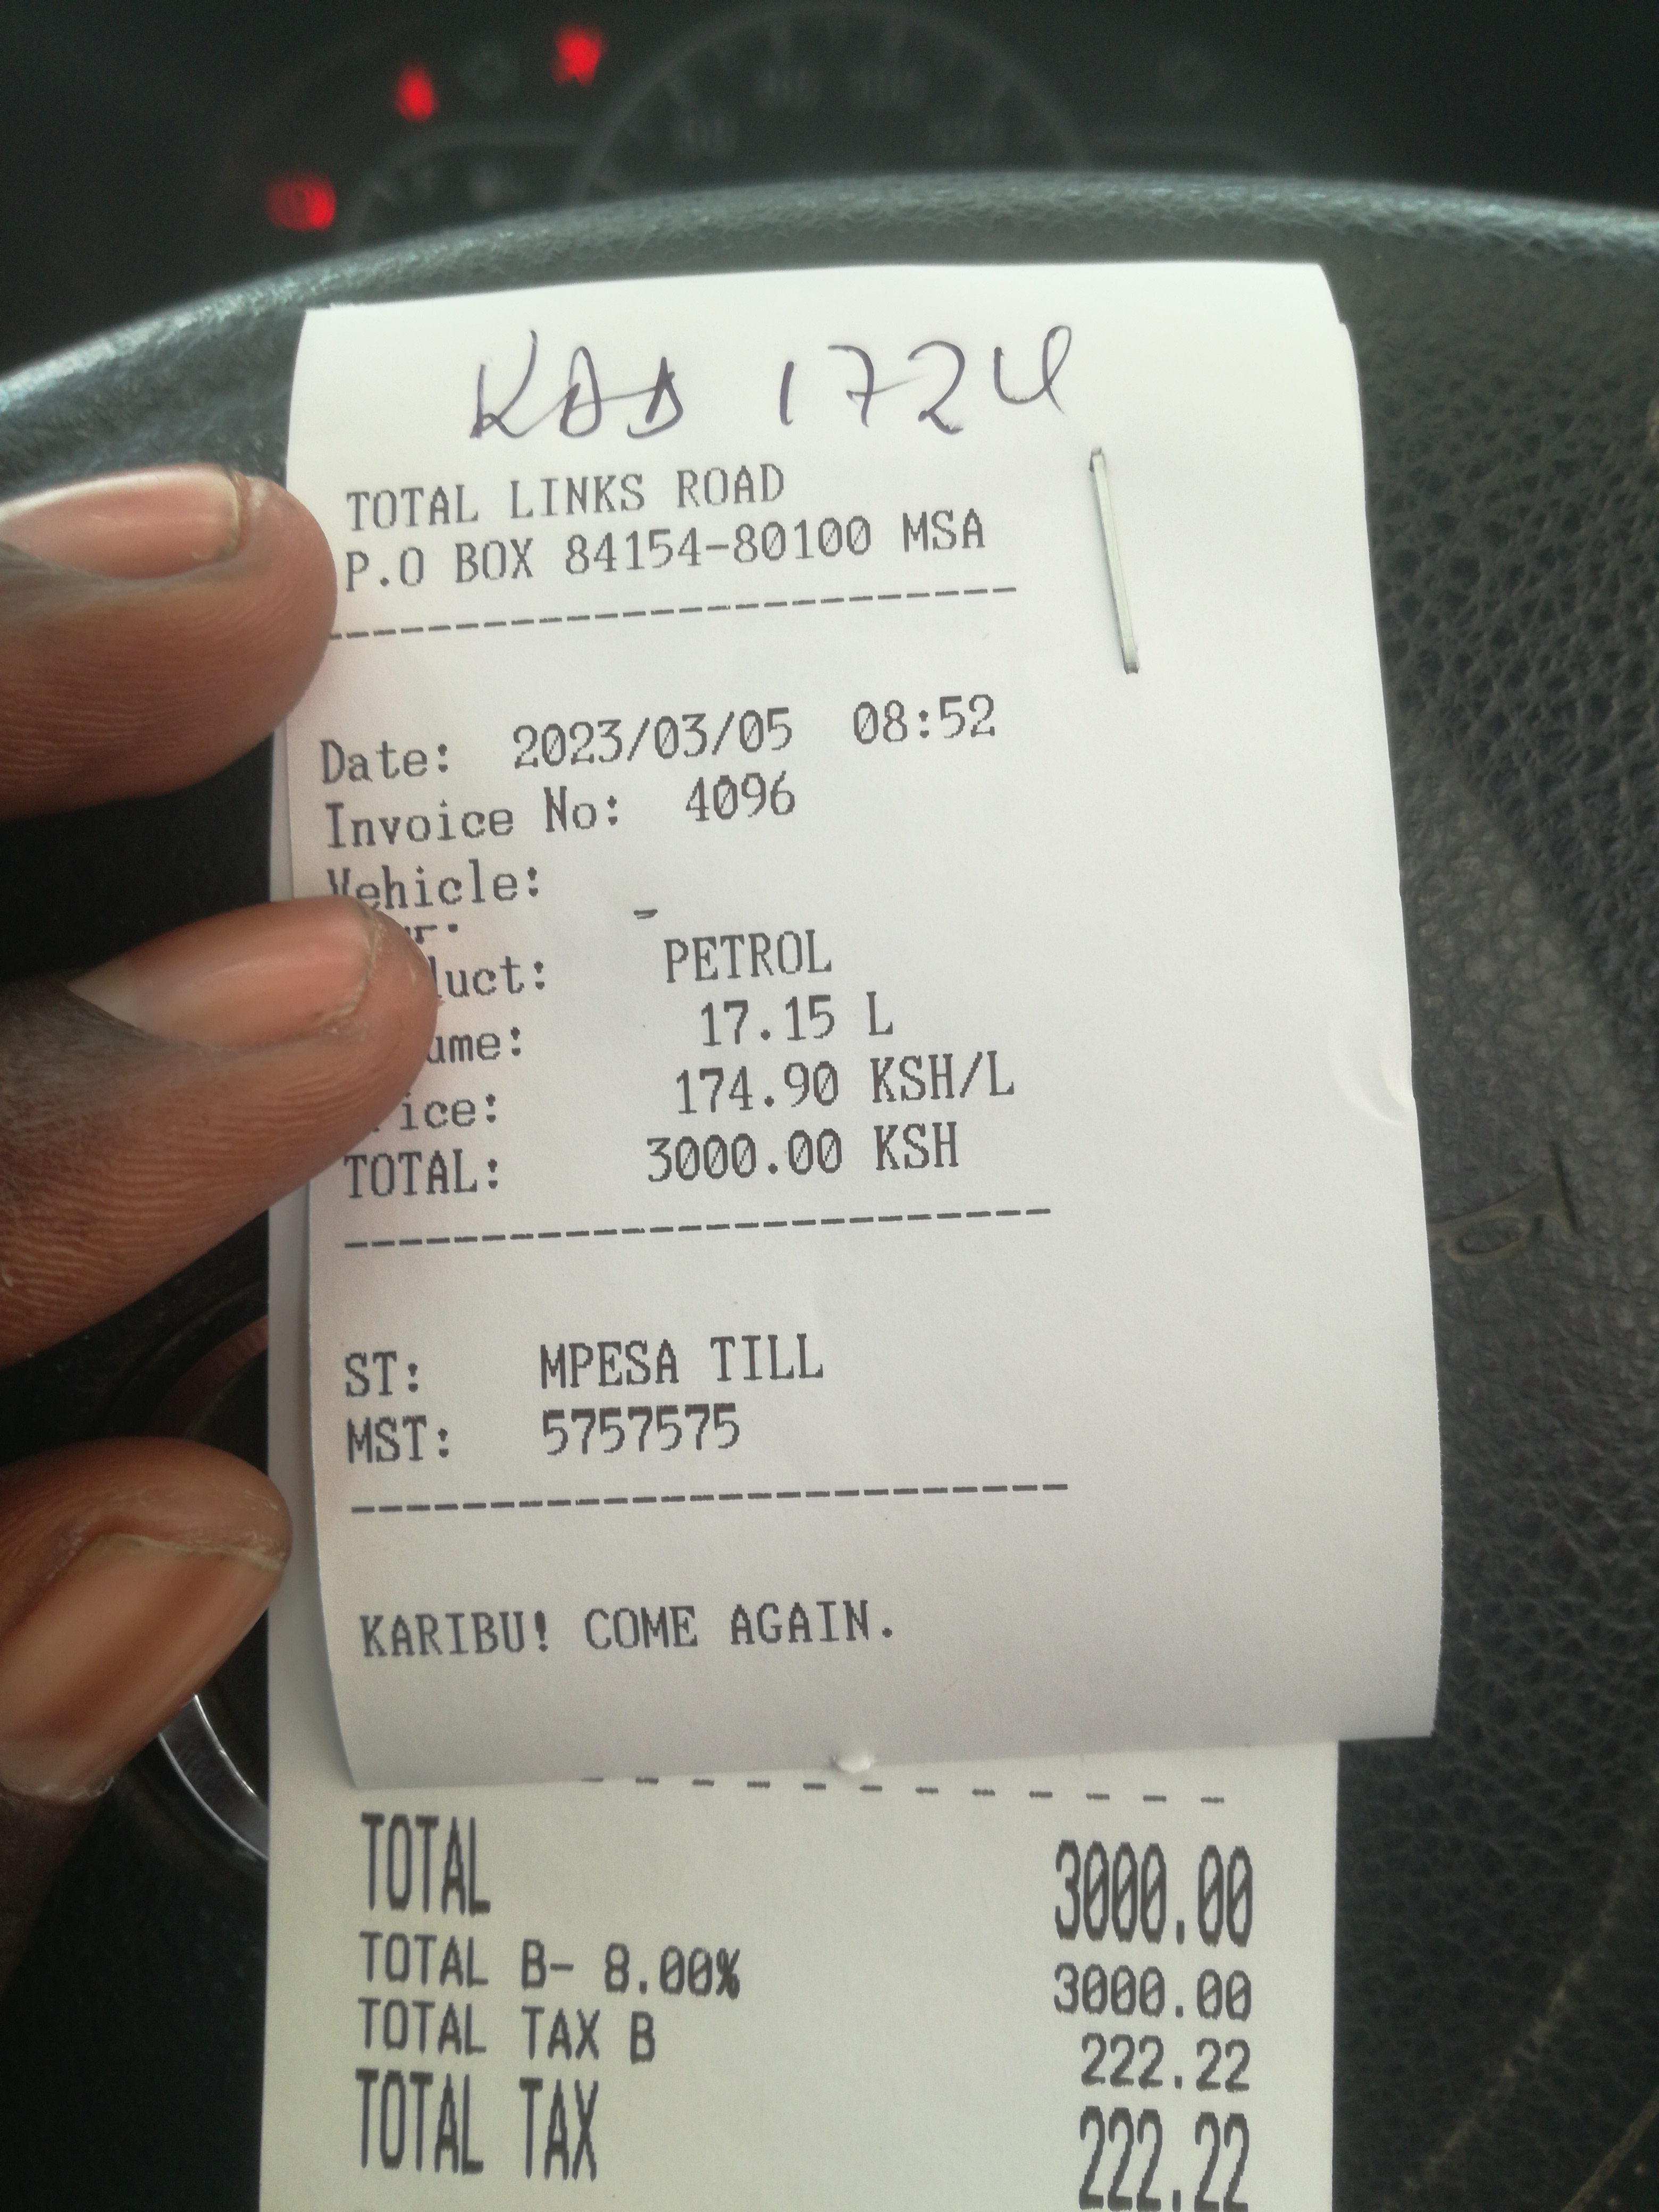 172U
TOTAL LINKS ROAD
P.O BOX 84154-80100 MSA
Date: 2023/03/05 08:52
Invoice No: 4096
Vehicle:
PETROL
17.15 L
174.90 KSH/L
TOTAL: 3000.00 KSH
ST: MPESA TILL
MST: 5757575
KARIBU! COME AGAIN.
TOTAL 3000.00
TOTAL B- 8.00% 3000.00
TOTAL TAX B 222.22
TOTAL TAX 222.22